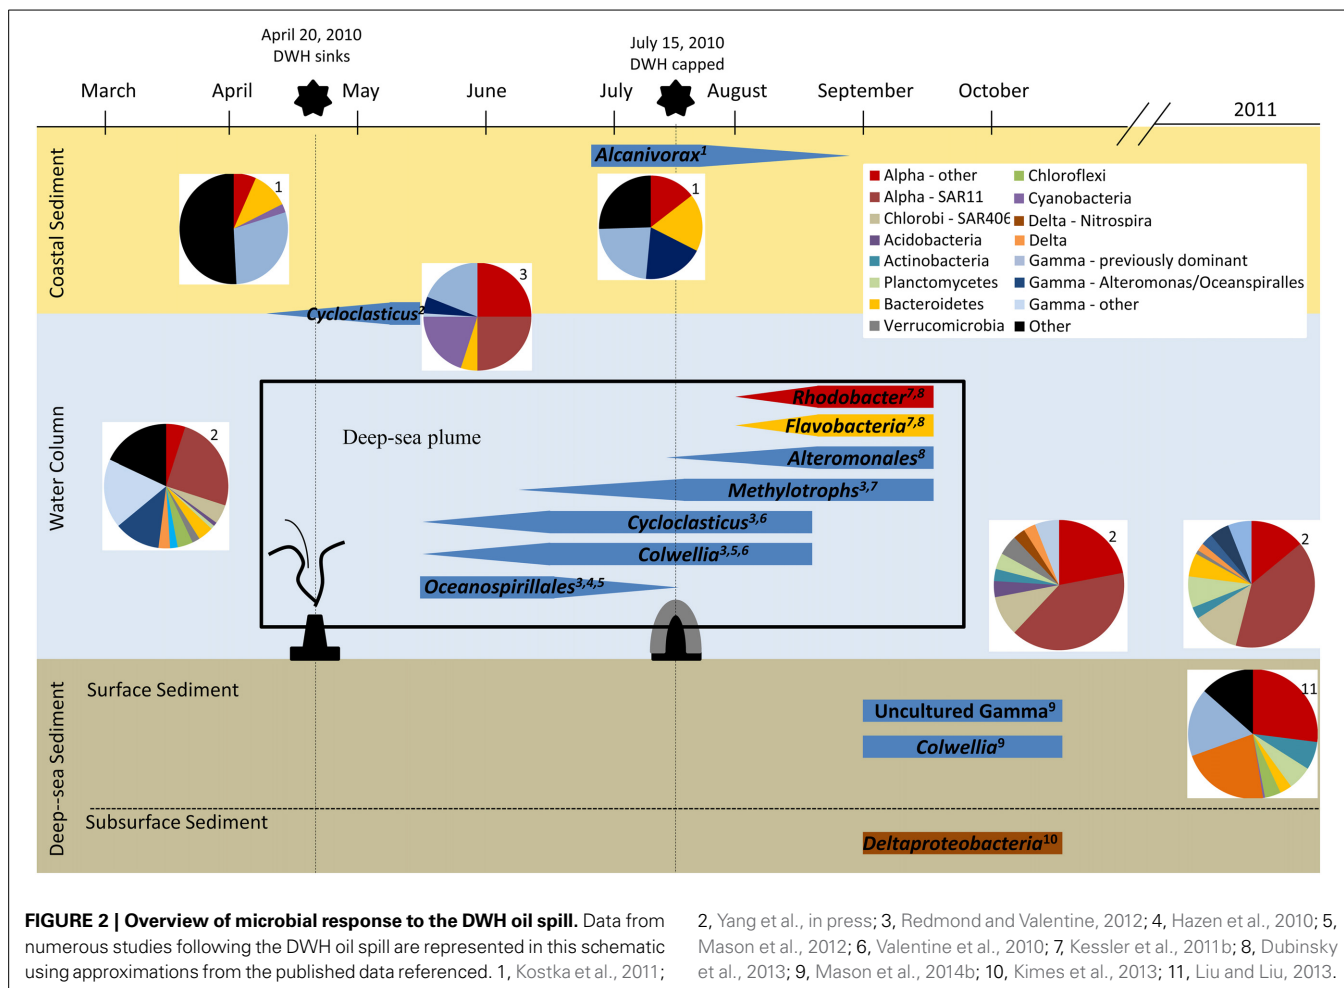 April 20, 2010
DWH sinks
July 15, 2010
DWH capped
March
April
May
June
July
August
September
October
2011
Coastal Sediment
Alcanivorax1
1
1
Alpha - other
Alpha - SAR11
Chlorobi - SAR406
Acidobacteria
Actinobacteria
Planctomycetes
Bacteroidetes
Verrucomicrobia
Chloroflexi
Cyanobacteria
Delta - Nitrospira
Delta
Gamma - previously dominant
Gamma - Alteromonas/Oceanspiralles
Gamma - other
Other
Cycloclasticus2
3
Water Column
Deep-sea plume
Rhodobacter7,8
Flavobacteria7,8
Alteromonales8
Methylotrophs3,7
Cycloclasticus3,6
Colwellia3,5,6
Oceanospirillales3,4,5
2
2
2
Deep--sea Sediment
Surface Sediment
Uncultured Gamma9
Colwellia9
11
Subsurface Sediment
Deltaproteobacteria10
FIGURE 2 | Overview of microbial response to the DWH oil spill. Data from
numerous studies following the DWH oil spill are represented in this schematic
using approximations from the published data referenced. 1, Kostka et al., 2011;
2, Yang et al., in press; 3, Redmond and Valentine, 2012; 4, Hazen et al., 2010; 5,
Mason et al., 2012; 6, Valentine et al., 2010; 7, Kessler et al., 2011b; 8, Dubinsky
et al., 2013; 9, Mason et al., 2014b; 10, Kimes et al., 2013; 11, Liu and Liu, 2013.